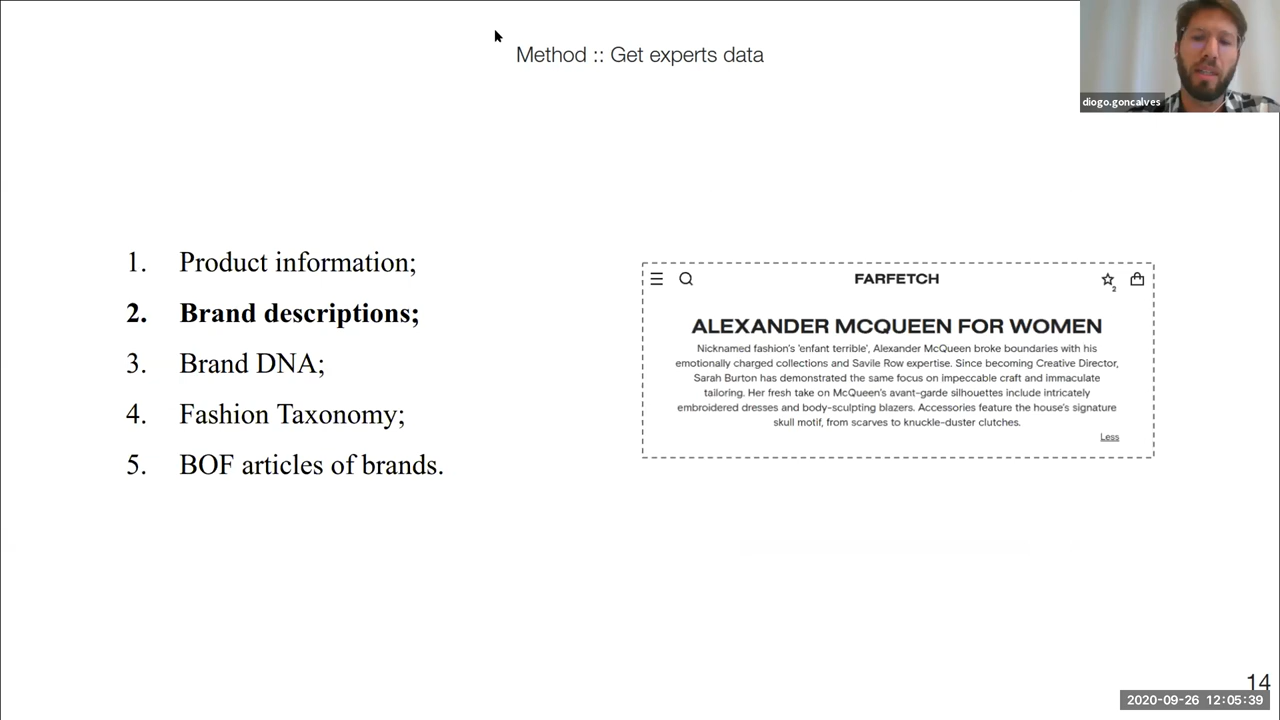 Method :: Get experts data
diogo.goncalves
1. Product information;
2. Brand descriptions;
3. Brand DNA;
4. Fashion Taxonomy;
5. BOF articles of brands.
FARFETCH
2
ALEXANDER MCQUEEN FOR WOMEN
Nicknamed fashion's 'enfant terrible', Alexander McQueen broke boundaries with his
emotionally charged collections and Savile Row expertise. Since becoming Creative Director,
Sarah Burton has demonstrated the same focus on impeccable craft and immaculate
tailoring. Her fresh take on McQueen's avant-garde silhouettes include intricately
embroidered dresses and body-sculpting blazers. Accessories feature the house's signature
skull motif, from scarves to knuckle-duster clutches.
Less
14
2020-09-26 12:05:39